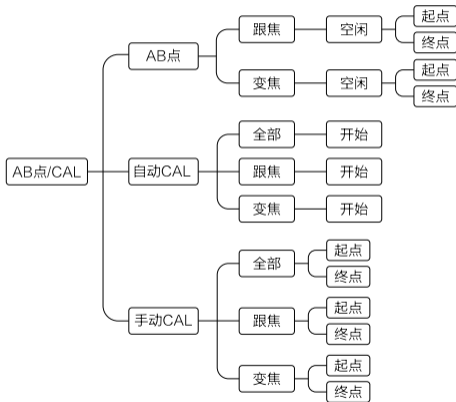 AB点/CAL
AB点
跟焦
空闲
起点
终点
变焦
空闲
起点
终点
自动CAL
全部
开始
跟焦
开始
变焦
开始
手动CAL
全部
起点
终点
跟焦
起点
终点
变焦
起点
终点